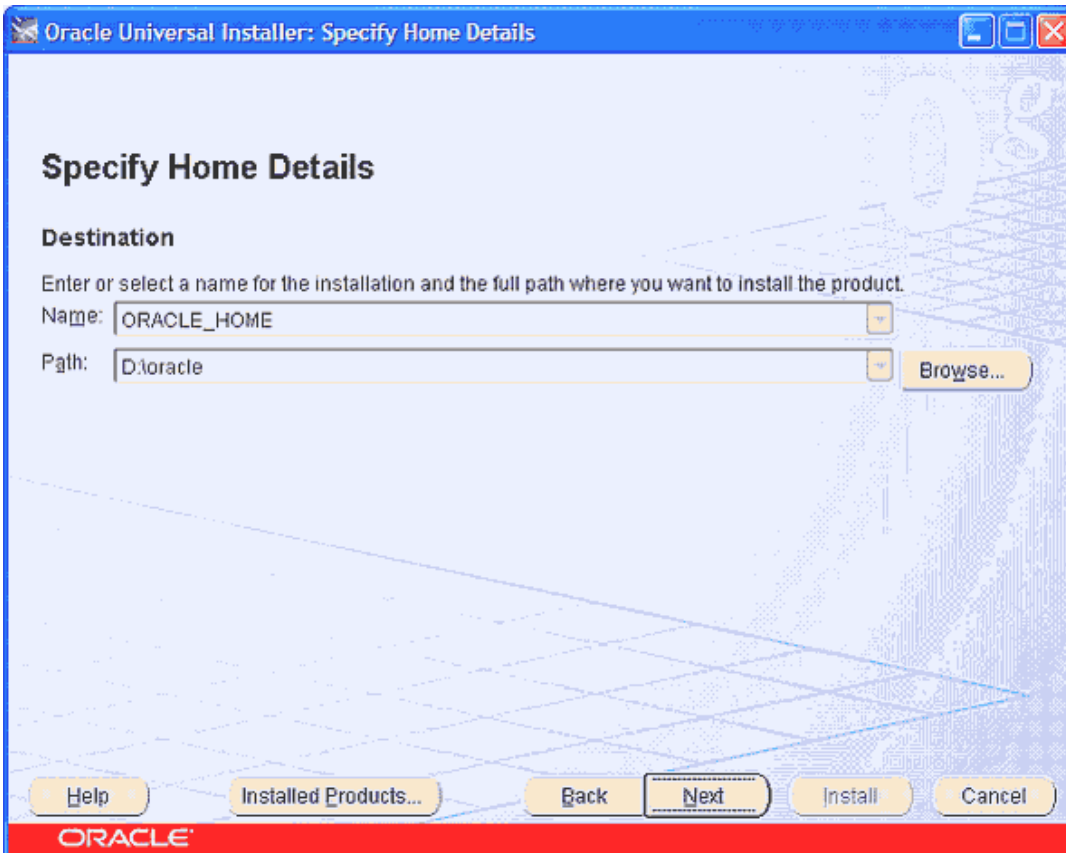 Oracle Universal Installer: Specify Home Details
Specify Home Details
Destination
Enter or select a name for the installation and the full path where you want to install the product.
Name: ORACLE_HOME
Path: D:\oracle Browse...
Help Installed Products... Back Next Install Cancel
ORACLE